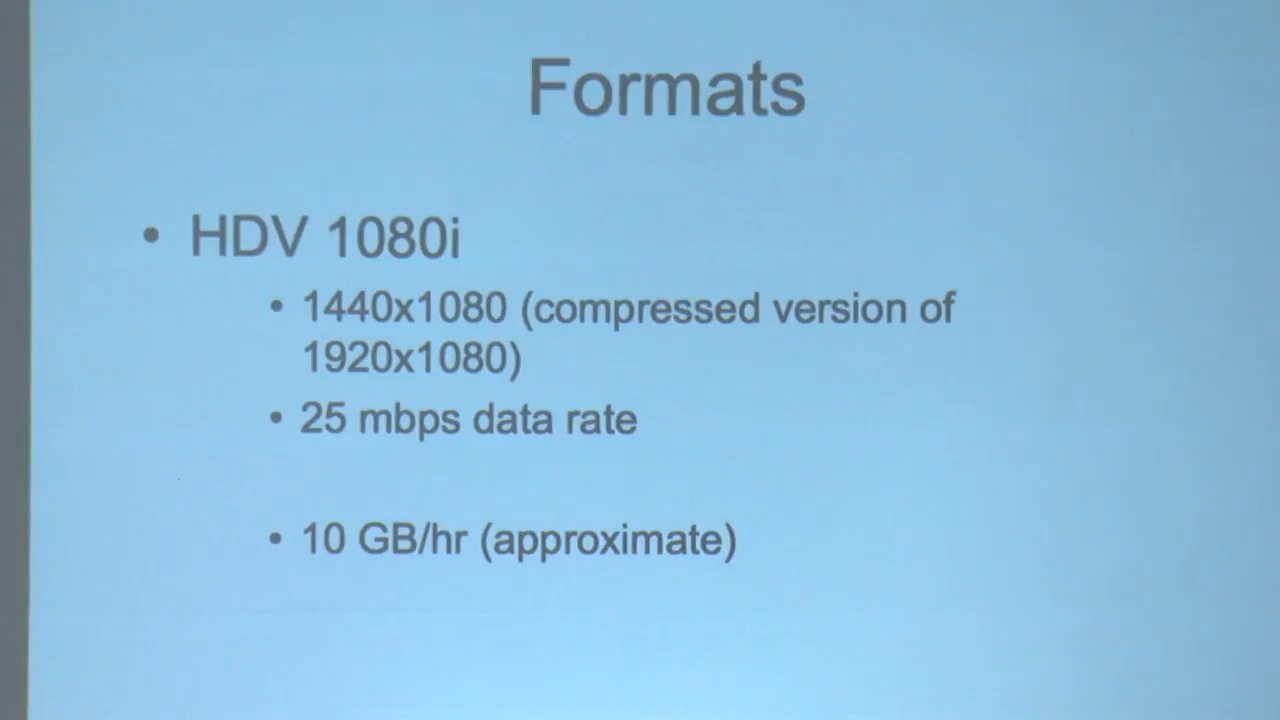 Formats
• HDV 1080i
• 1440x1080 (compressed version of
1920x1080)
• 25 mbps data rate
• 10 GB/hr (approximate)